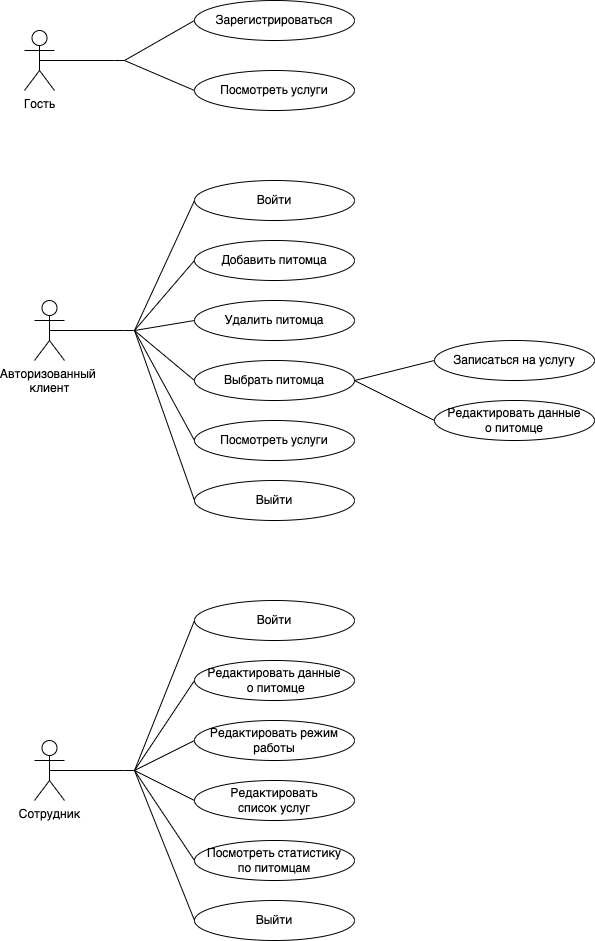 Зарегистрироваться
Гость
Посмотреть услуги
Войти
Добавить питомца
Удалить питомца
Авторизованный
клиент
Выбрать питомца
Записаться на услугу
Редактировать данные
о питомце
Посмотреть услуги
Выйти
Войти
Редактировать данные
о питомце
Редактировать режим
работы
Сотрудник
Редактировать
список услуг
Посмотреть статистику
по питомцам
Выйти